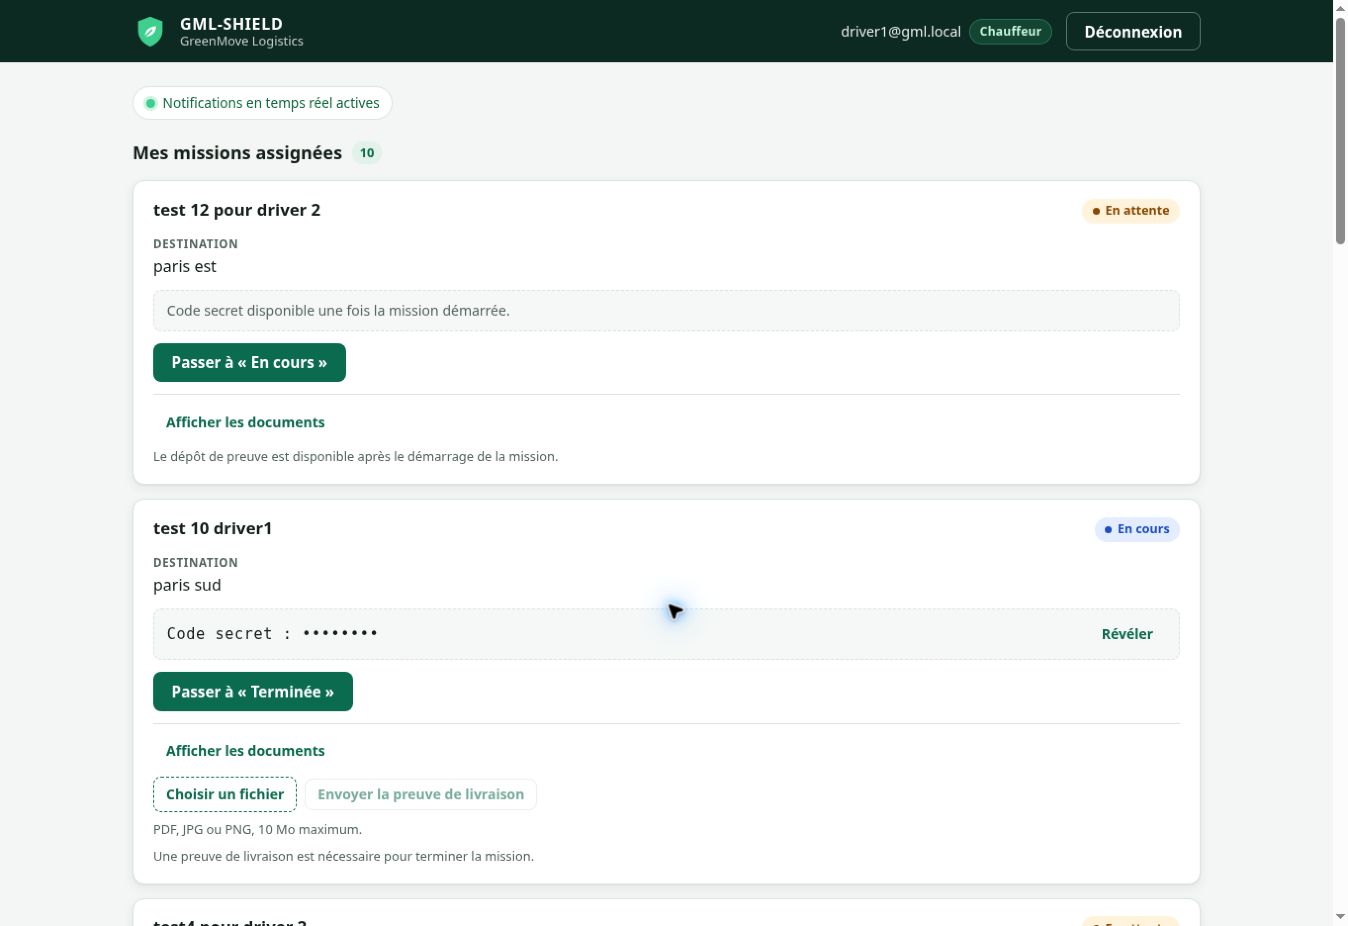 GML-SHIELD
GreenMove Logistics
driver1@gml.local
Chauffeur
Déconnexion
Notifications en temps réel actives
Mes missions assignées 10
test 12 pour driver 2
En attente
DESTINATION
paris est
Code secret disponible une fois la mission démarrée.
Passer à « En cours »
Afficher les documents
Le dépôt de preuve est disponible après le démarrage de la mission.
test 10 driver1
En cours
DESTINATION
paris sud
Code secret : ••••••••
Révéler
Passer à « Terminée »
Afficher les documents
Choisir un fichier
Envoyer la preuve de livraison
PDF, JPG ou PNG, 10 Mo maximum.
Une preuve de livraison est nécessaire pour terminer la mission.